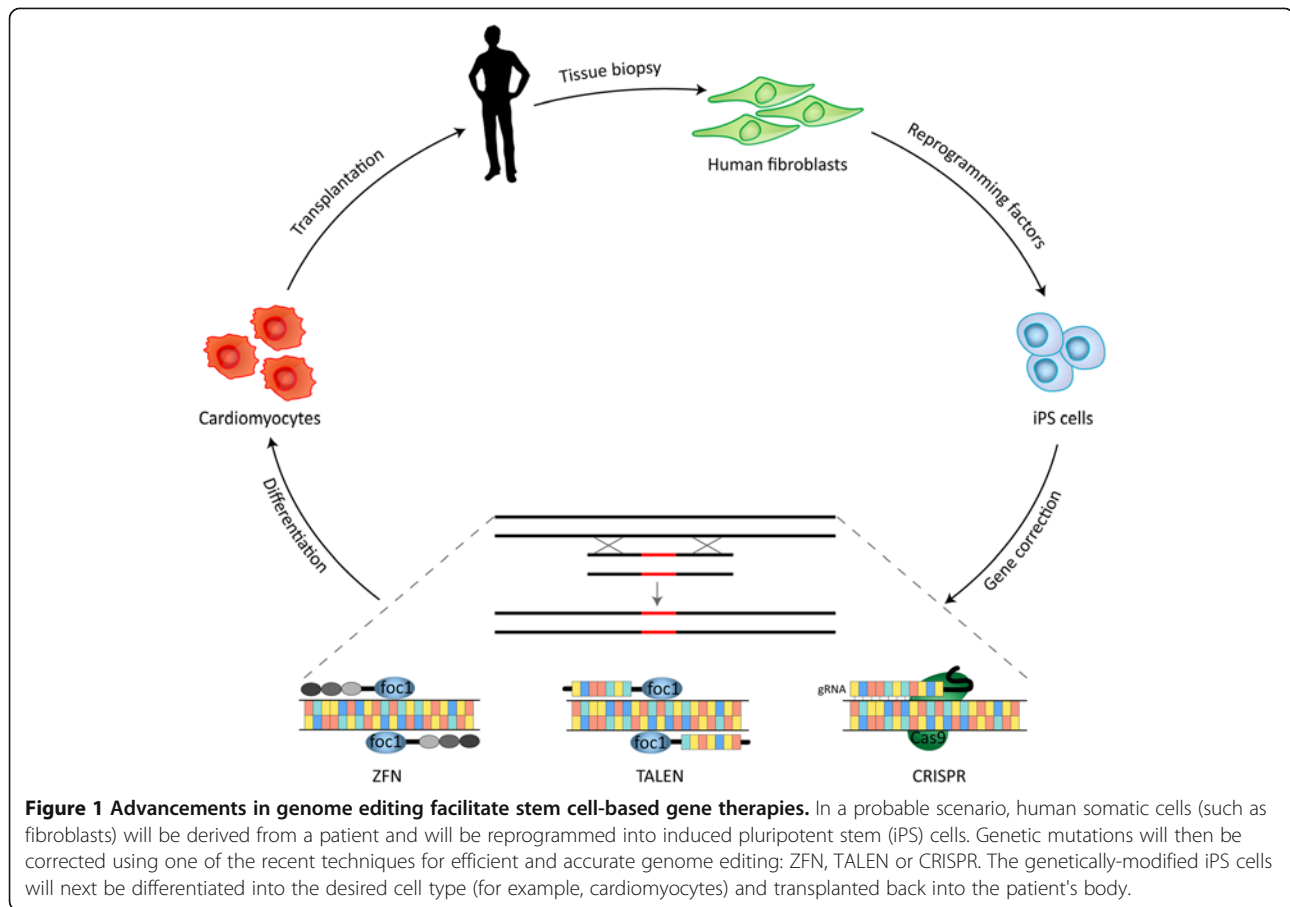 Tissue biopsy
Human fibroblasts
Reprogramming factors
iPS cells
Gene correction
foc1
foc1
ZFN
foc1
foc1
TALEN
gRNA
Cas9
CRISPR
Differentiation
Cardiomyocytes
Transplantation
Figure 1 Advancements in genome editing facilitate stem cell-based gene therapies. In a probable scenario, human somatic cells (such as
fibroblasts) will be derived from a patient and will be reprogrammed into induced pluripotent stem (iPS) cells. Genetic mutations will then be
corrected using one of the recent techniques for efficient and accurate genome editing: ZFN, TALEN or CRISPR. The genetically-modified iPS cells
will next be differentiated into the desired cell type (for example, cardiomyocytes) and transplanted back into the patient's body.